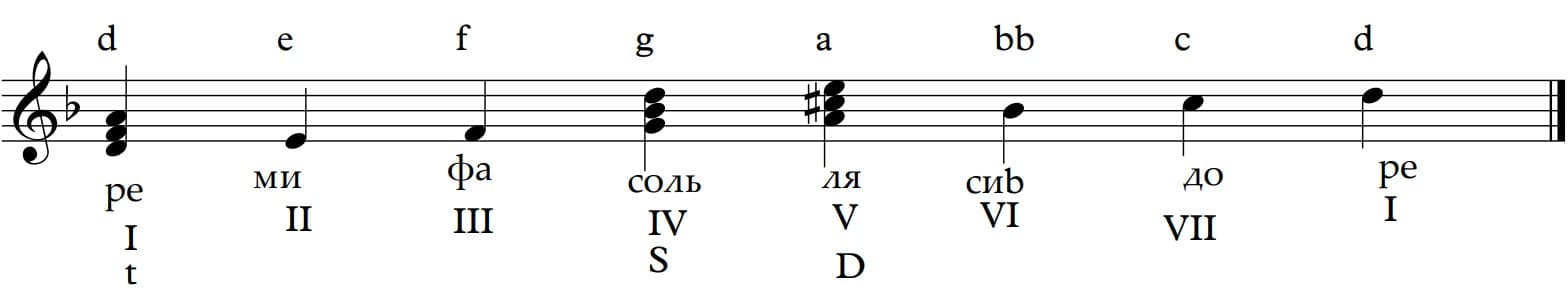 d e f g a bb c d
ре ми фа соль ля сиb до ре
I II III IV V VI VII I
t S D